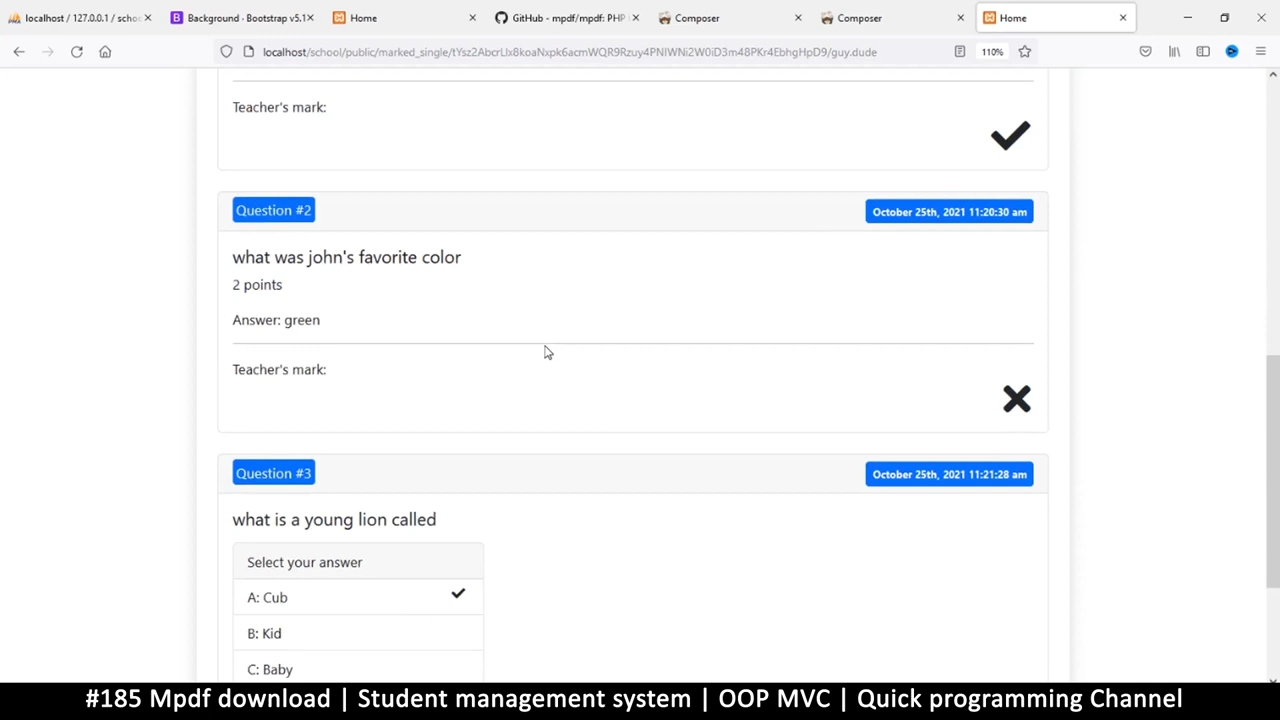 localhost / 127.0.0.1 / schoo
Background · Bootstrap v5.1
Home
GitHub - mpdf/mpdf: PHP
Composer
Composer
Home
localhost/school/public/marked_single/
/guy.dude
110%
Teacher's mark:
Question #2
October 25th, 2021 11:20:30 am
what was john's favorite color
2 points
Answer: green
Teacher's mark:
Question #3
October 25th, 2021 11:21:28 am
what is a young lion called
Select your answer
A: Cub
B: Kid
C: Baby
#185 Mpdf download | Student management system | OOP MVC | Quick programming Channel